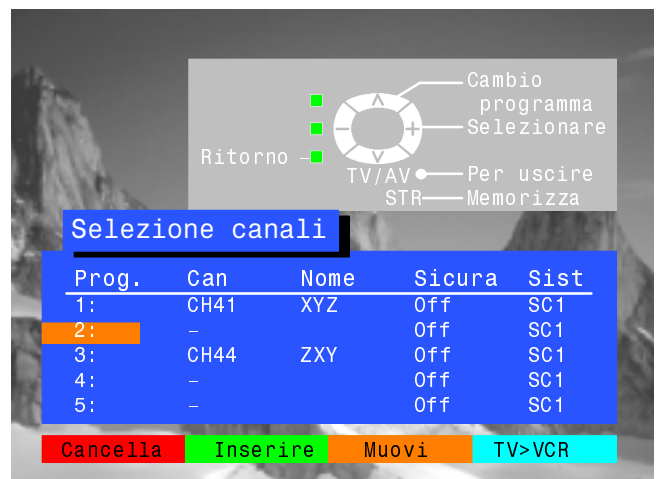 Cambio
programma
Selezionare
Ritorno
TV/AV Per uscire
STR Memorizza
Selezione canali
Prog. Can Nome Sicura Sist
1: CH41 XYZ Off SC1
2: – Off SC1
3: CH44 ZXY Off SC1
4: – Off SC1
5: – Off SC1
Cancella Inserire Muovi TV>VCR